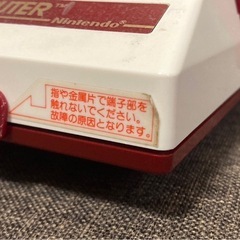 UTER™
Nintendo®
指や金属片で端子部を
触れないでください。
故障の原因となります。